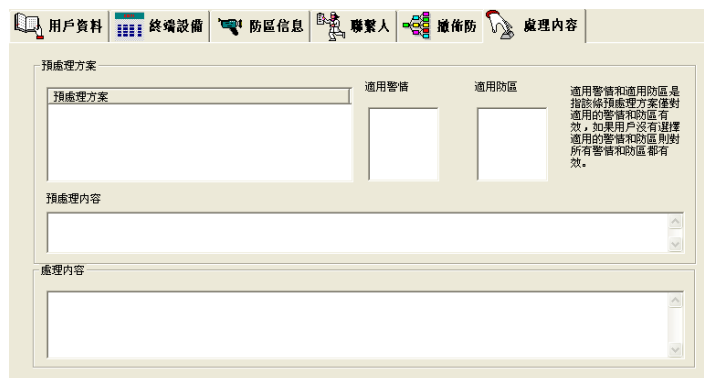 用戶資料 終端設備 防區信息 聯繫人 撤佈防 處理內容
預處理方案
預處理方案
適用警情 適用防區
適用警情和適用防區是
指該條預處理方案僅對
適用的警情和防區有
效，如果用戶沒有選擇
適用的警情和防區則對
所有警情和防區都有
效。
預處理内容
處理内容